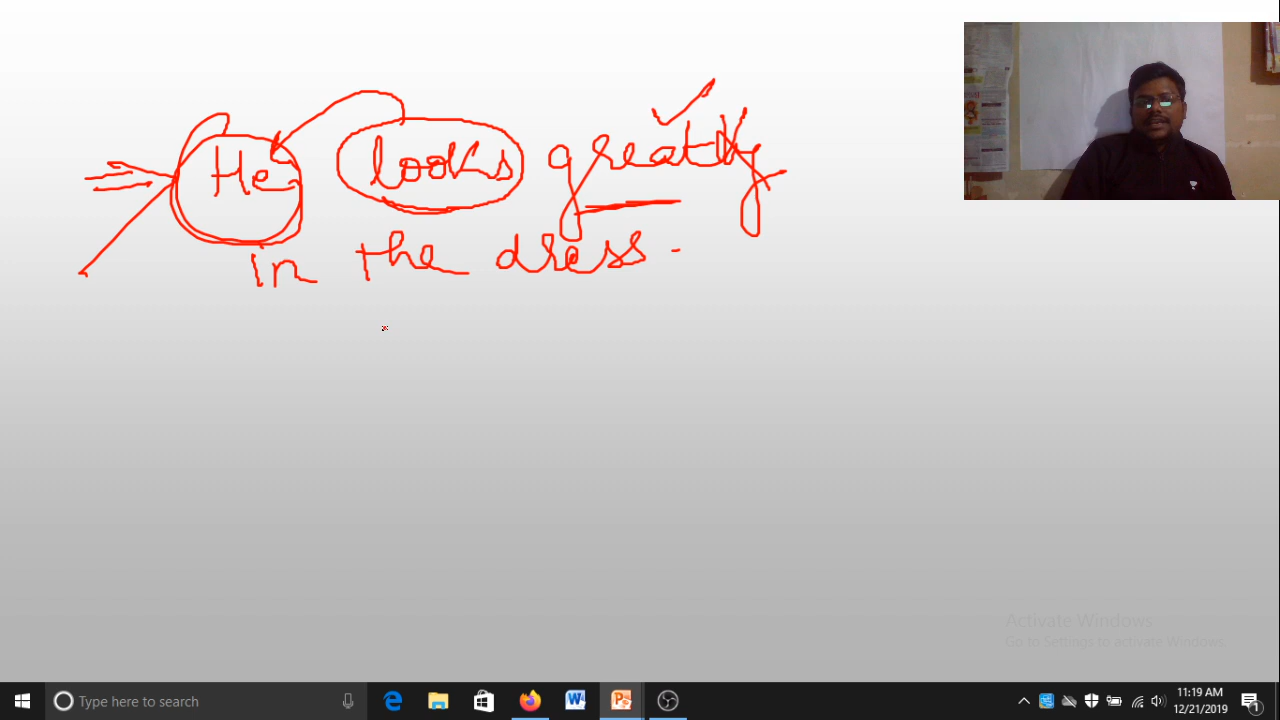 He looks greatly
in the dress.
Activate Windows
Go to Settings to activate Windows.
Type here to search
11:19 AM
12/21/2019